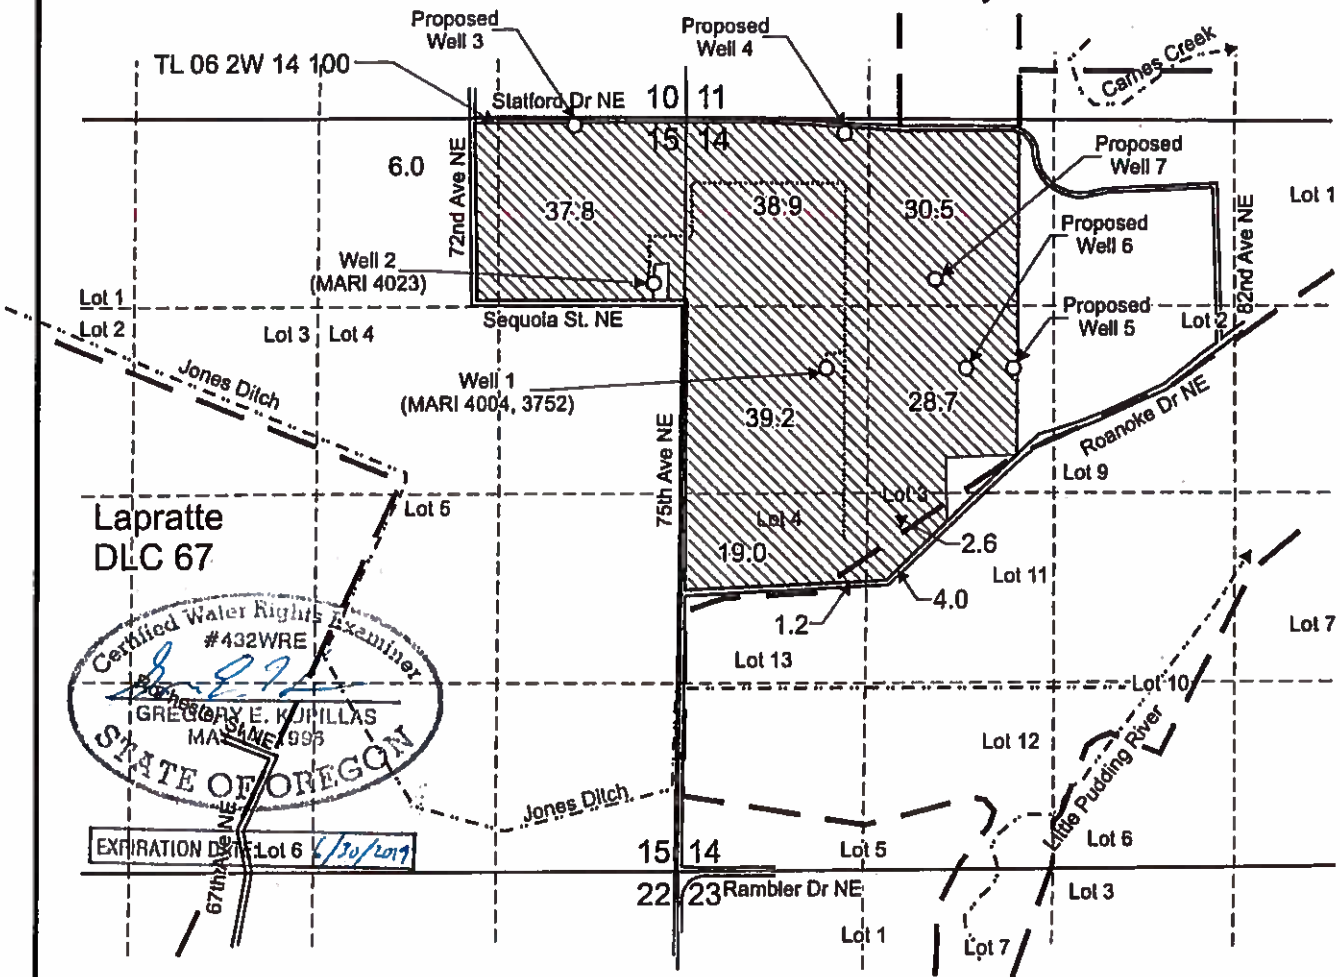 Proposed
Well 3
Proposed
Well 4
Carnes Creek
TL 06 2W 14 100
Statford Dr NE
10 11
15 14
6.0
72nd Ave NE
Proposed
Well 7
Lot 1
37.8
38.9
30.5
82nd Ave NE
Proposed
Well 6
Well 2
(MARI 4023)
Lot 1
Lot 2
Lot 3
Lot 4
Sequoia St. NE
Proposed
Well 5
Lot 2
Jones Ditch
Well 1
(MARI 4004, 3752)
39.2
28.7
Roanoke Dr NE
75th Ave NE
Lot 9
Lot 5
Lot 3
Lot 4
Lapratte
DLC 67
19.0
2.6
Lot 11
4.0
1.2
Lot 7
Certified Water Rights Examiner
#432WRE
Rochester St NE
GREGORY E. KUPILLAS
STATE OF OREGON
Lot 13
Lot 10
Lot 12
Little Pudding River
Jones Ditch
EXPIRATION DATE: 6/30/2019
Lot 6
67th Ave NE
15 14
Lot 5
Lot 6
22 23
Rambler Dr NE
Lot 3
Lot 1
Lot 7